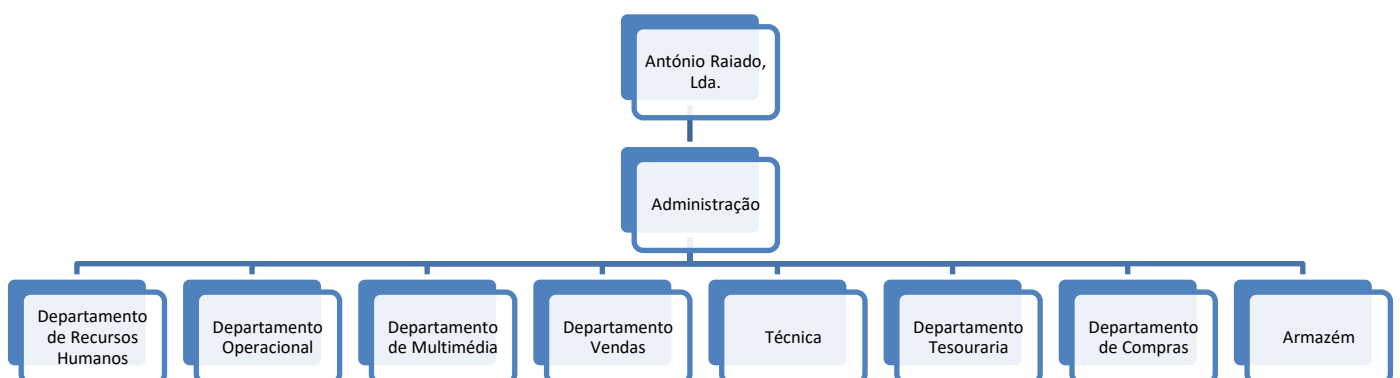 António Raiado,
Lda.
Administração
Departamento
de Recursos
Humanos
Departamento
Operacional
Departamento
de Multimédia
Departamento
Vendas
Técnica
Departamento
Tesouraria
Departamento
de Compras
Armazém